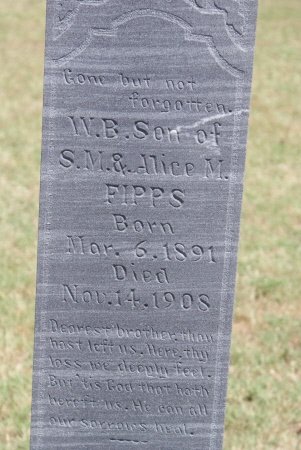 Gone but not
forgotten.
W.B. Son of
S.M. & Alice M.
FIPPS
Born
Mar. 6. 1891
Died
Nov. 14. 1908
Dearest brother, thou
hast left us. Here, thy
loss we deeply feel.
But 'tis God that hath
bereft us. He can all
our sorrows heal.